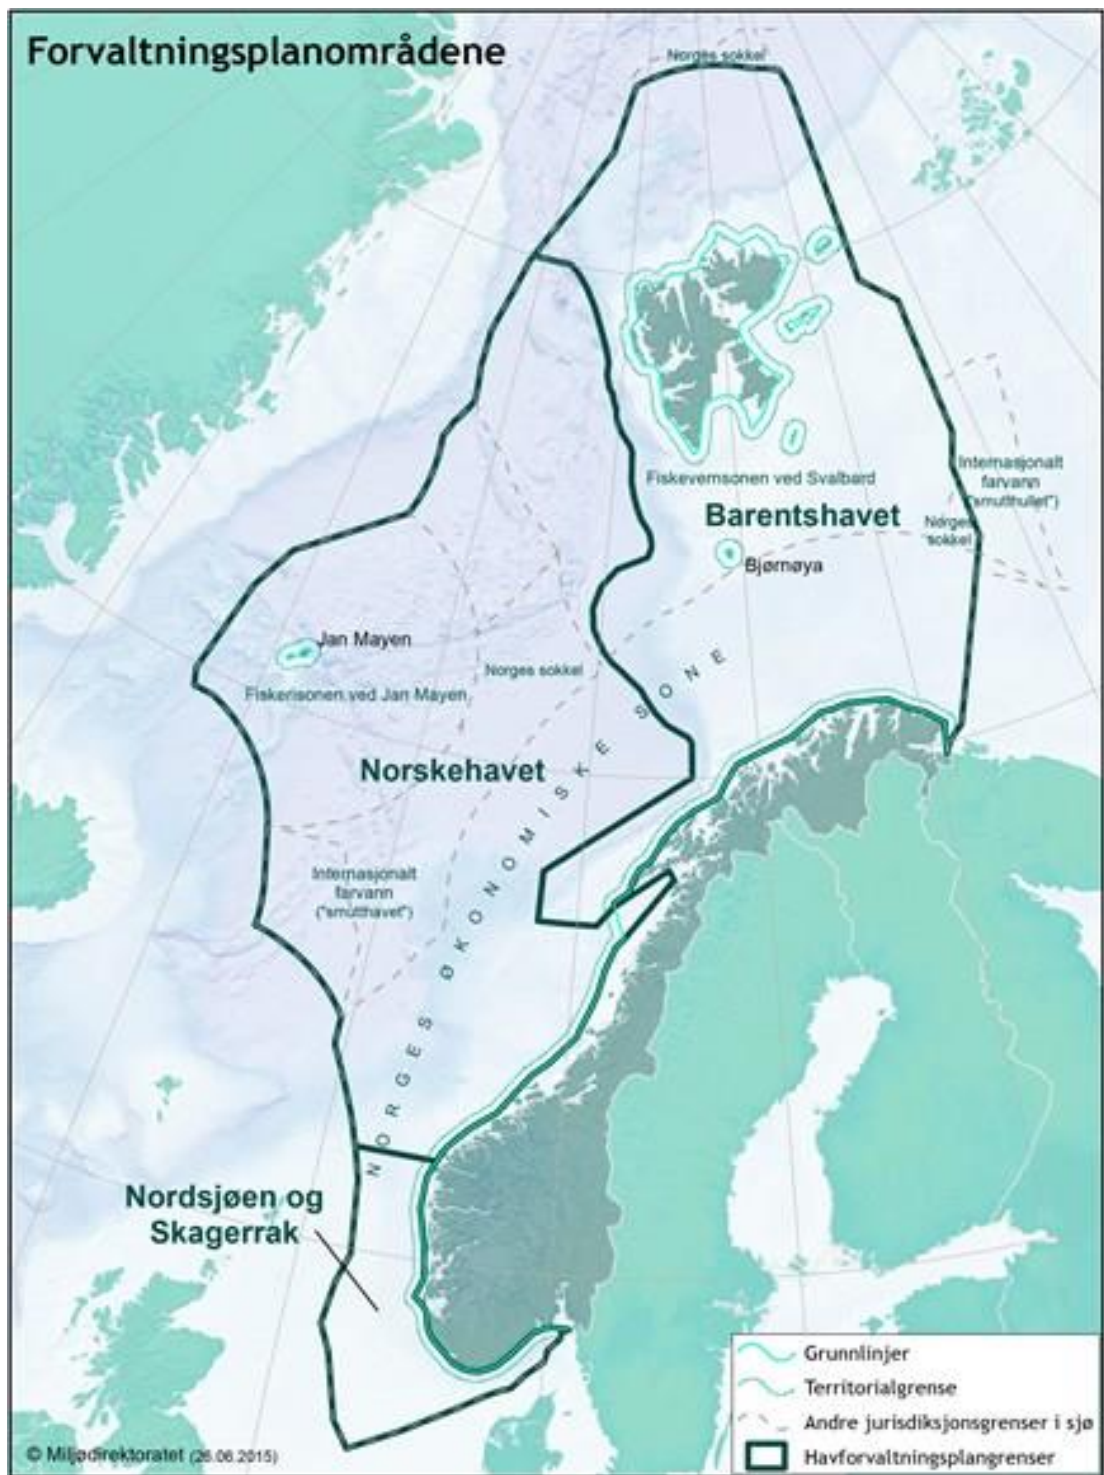 Forvaltningsplanområdene
Norges sokkel
Fiskevernsonen ved Svalbard
Barentshavet
Internasjonalt
farvann
("smutthullet")
Norges
sokkel
Bjørnøya
Jan Mayen
Fiskerisonen ved Jan Mayen
Norges sokkel
Norskehavet
Internasjonalt
farvann
("smutthavet")
NORGES ØKONOMISKE SONE
Nordsjøen og
Skagerrak
Grunnlinjer
Territorialgrense
Andre jurisdiksjonsgrenser i sjø
Havforvaltningsplangrenser
© Miljødirektoratet (26.06.2015)